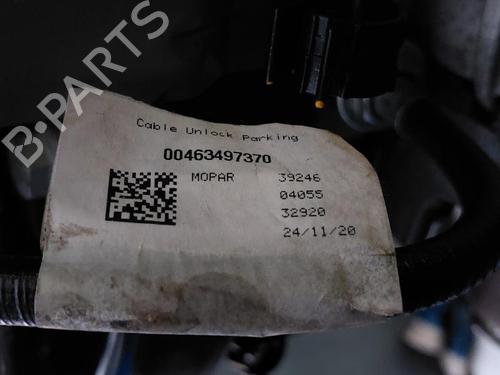 B-PARTS
Cable Unlock Parking
00463497370
MOPAR 39246
04055
32920
24/11/20